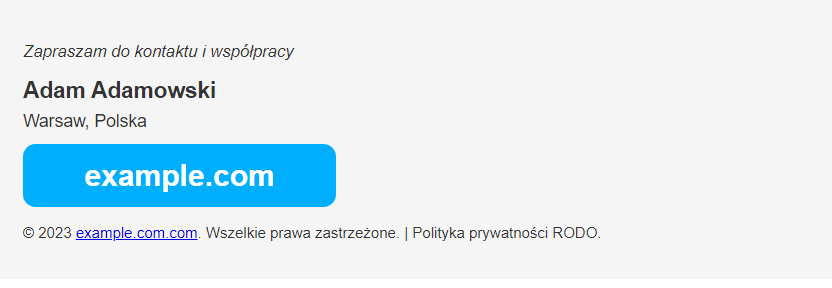 Zapraszam do kontaktu i współpracy
Adam Adamowski
Warsaw, Polska
example.com
© 2023 example.com.com. Wszelkie prawa zastrzeżone. | Polityka prywatności RODO.